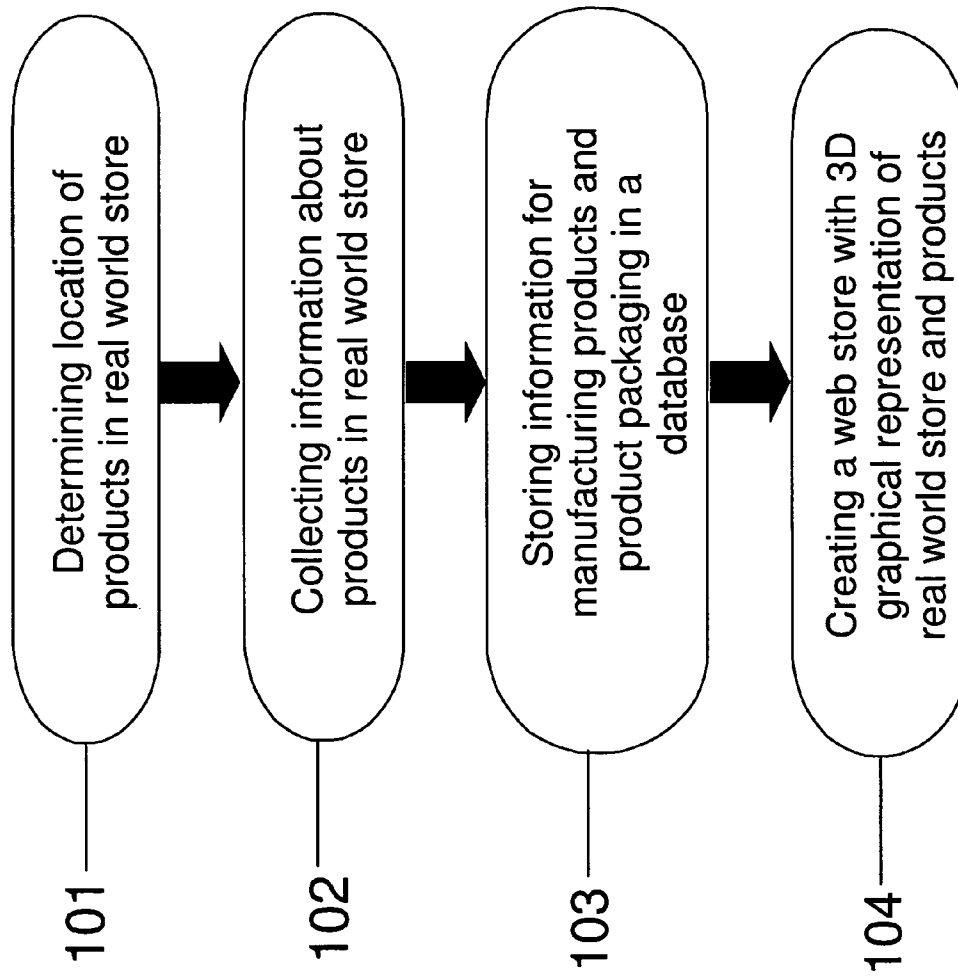 101
Determining location of
products in real world store
102
Collecting information about
products in real world store
103
Storing information for
manufacturing products and
product packaging in a
database
104
Creating a web store with 3D
graphical representation of
real world store and products